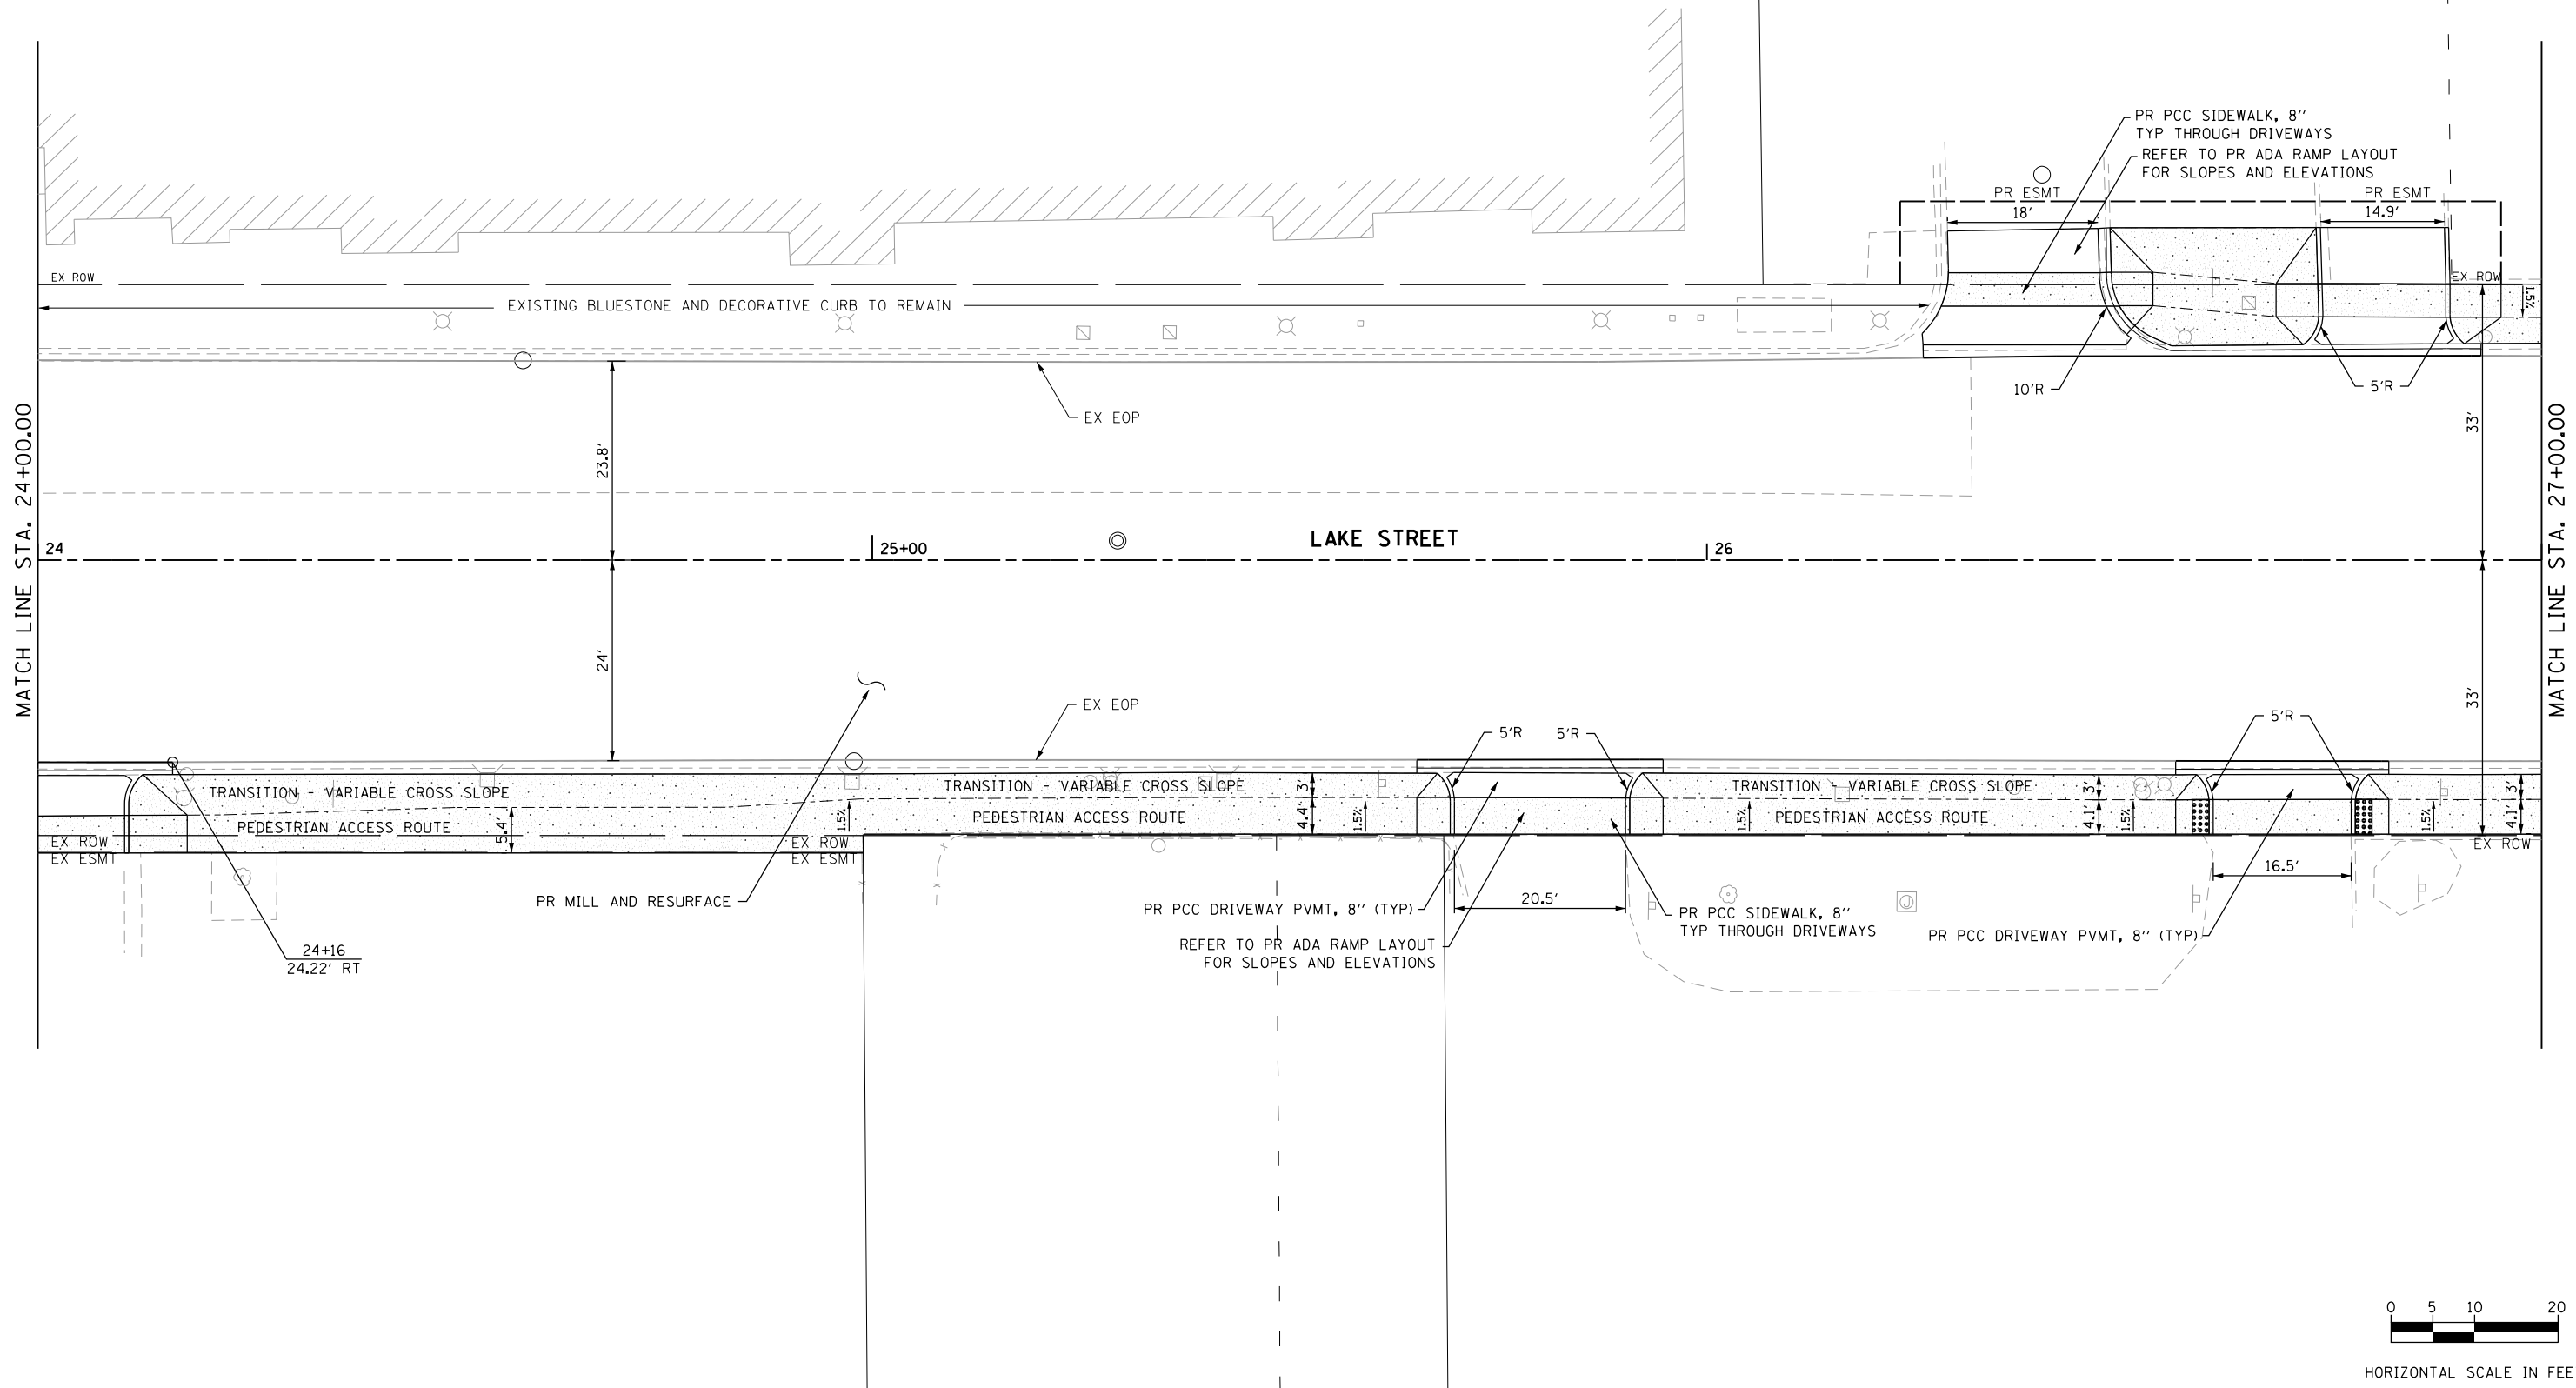 PR PCC SIDEWALK, 8''
TYP THROUGH DRIVEWAYS
REFER TO PR ADA RAMP LAYOUT
FOR SLOPES AND ELEVATIONS
PR ESMT
PR ESMT
18'
14.9'
EX ROW
EX ROW
1.5%
EXISTING BLUESTONE AND DECORATIVE CURB TO REMAIN
10'R
5'R
EX EOP
33'
23.8'
MATCH LINE STA. 24+00.00
MATCH LINE STA. 27+00.00
LAKE STREET
24
25+00
26
24'
33'
EX EOP
5'R
5'R
5'R
TRANSITION - VARIABLE CROSS SLOPE
TRANSITION - VARIABLE CROSS SLOPE
TRANSITION - VARIABLE CROSS SLOPE
3'
3'
3'
PEDESTRIAN ACCESS ROUTE
PEDESTRIAN ACCESS ROUTE
PEDESTRIAN ACCESS ROUTE
5.4'
1.5%
4.4'
1.5%
1.5%
4.1'
1.5%
1.5%
4.1'
EX ROW
EX ESMT
EX ROW
EX ESMT
EX ROW
16.5'
20.5'
PR MILL AND RESURFACE
PR PCC DRIVEWAY PVMT, 8'' (TYP)
PR PCC SIDEWALK, 8''
TYP THROUGH DRIVEWAYS
PR PCC DRIVEWAY PVMT, 8'' (TYP)
REFER TO PR ADA RAMP LAYOUT
FOR SLOPES AND ELEVATIONS
24+16
24.22' RT
0 5 10 20
HORIZONTAL SCALE IN FEE